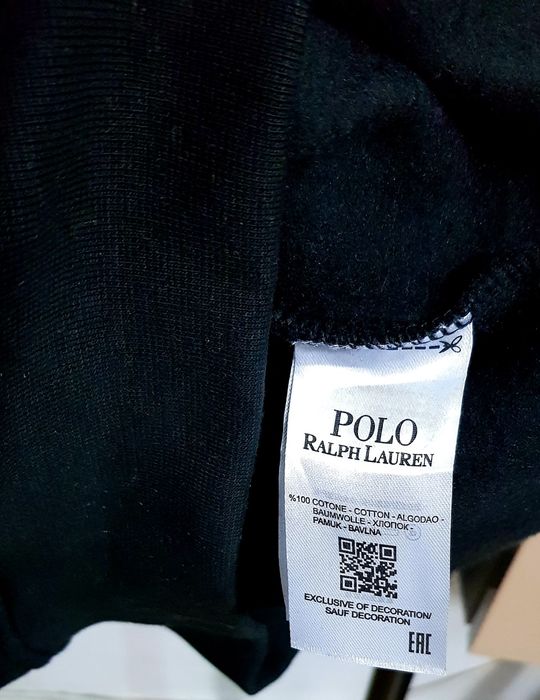 POLO
RALPH LAUREN
%100 COTONE - COTTON - ALGODAO -
BAUMWOLLE - ХЛОПОК -
PAMUK - BAVLNA
EXCLUSIVE OF DECORATION/
SAUF DECORATION
EAC